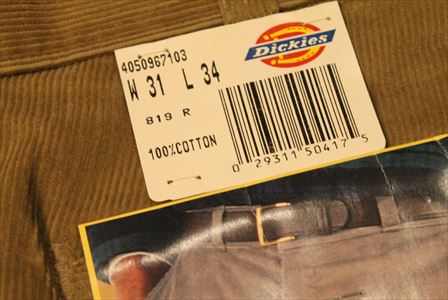 Dickies
4050967103
W 31 L 34
819 R
100%COTTON
0 29311 50417 5